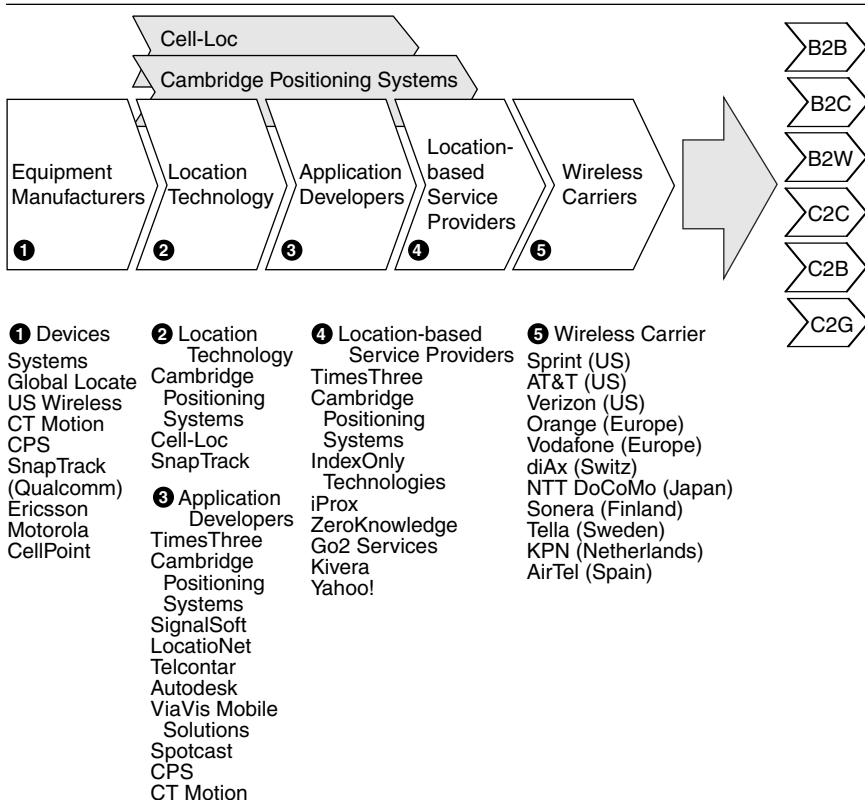 Cell-Loc
Cambridge Positioning Systems
Equipment
Manufacturers
1
Location
Technology
2
Application
Developers
3
Location-
based
Service
Providers
4
Wireless
Carriers
5
B2B
B2C
B2W
C2C
C2B
C2G
1 Devices
Systems
Global Locate
US Wireless
CT Motion
CPS
SnapTrack
(Qualcomm)
Ericsson
Motorola
CellPoint
2 Location
Technology
Cambridge
Positioning
Systems
Cell-Loc
SnapTrack
3 Application
Developers
TimesThree
Cambridge
Positioning
Systems
SignalSoft
LocatioNet
Telcontar
Autodesk
ViaVis Mobile
Solutions
Spotcast
CPS
CT Motion
4 Location-based
Service Providers
TimesThree
Cambridge
Positioning
Systems
IndexOnly
Technologies
iProx
ZeroKnowledge
Go2 Services
Kivera
Yahoo!
5 Wireless Carrier
Sprint (US)
AT&T (US)
Verizon (US)
Orange (Europe)
Vodafone (Europe)
diAx (Switz)
NTT DoCoMo (Japan)
Sonera (Finland)
Tella (Sweden)
KPN (Netherlands)
AirTel (Spain)